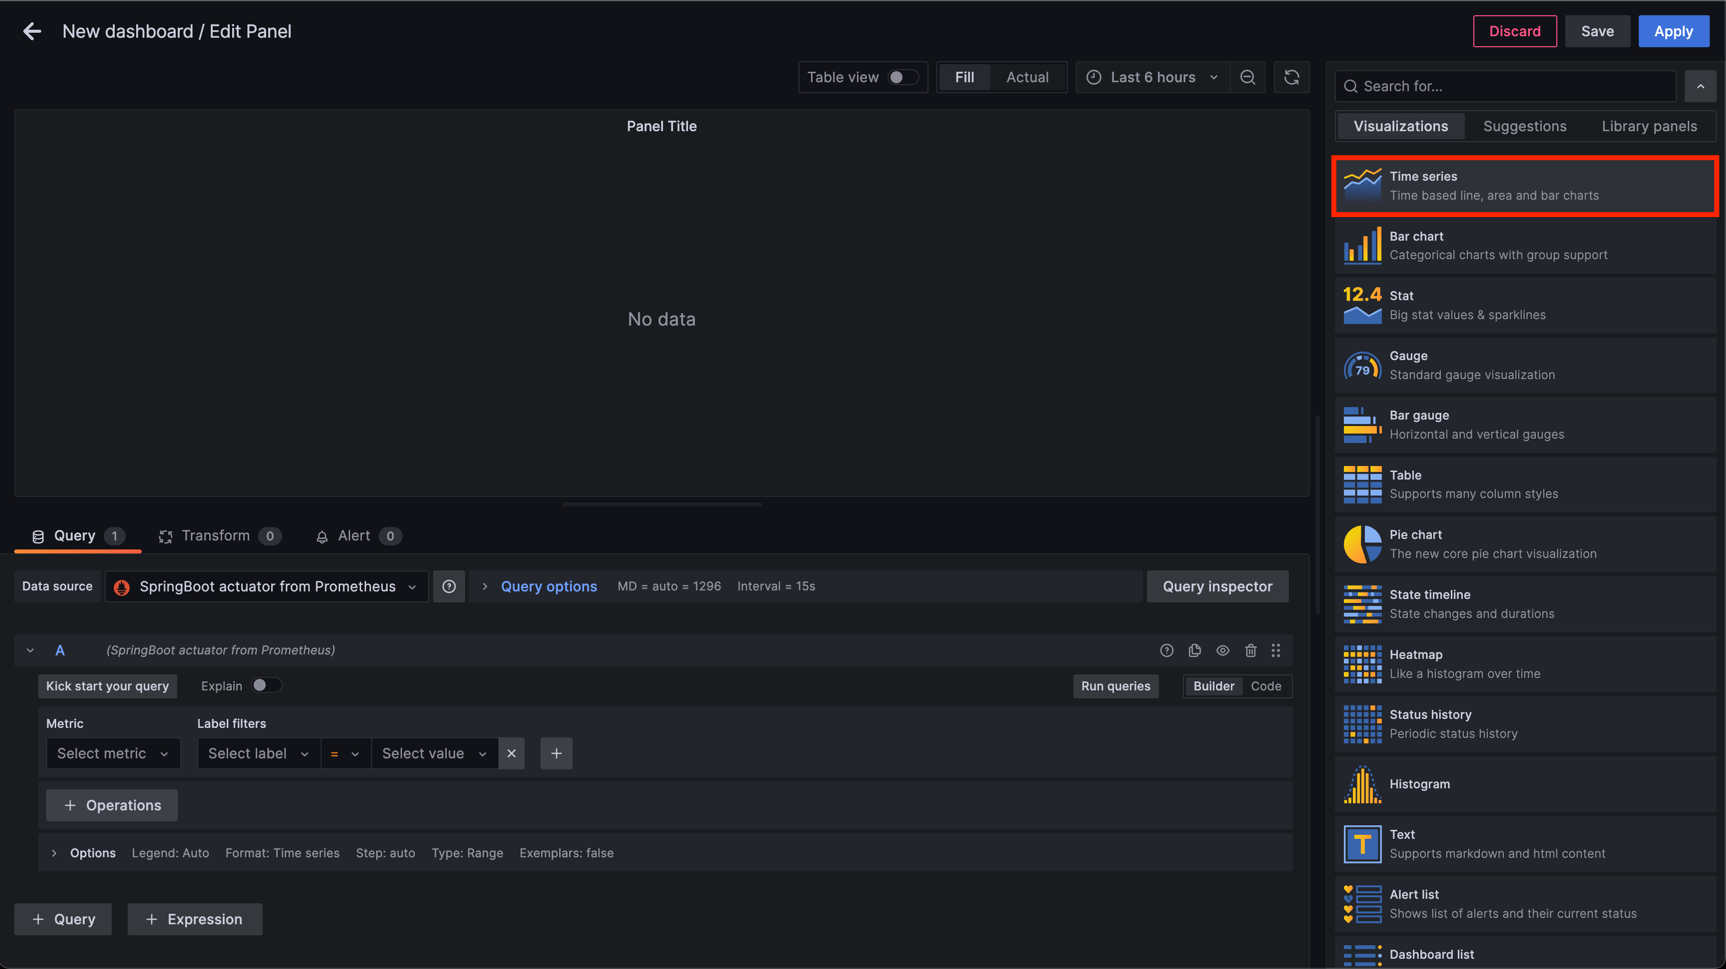 New dashboard / Edit Panel
Discard
Save
Apply
Table view
Fill
Actual
Last 6 hours
Search for...
Visualizations
Suggestions
Library panels
Panel Title
No data
Time series
Time based line, area and bar charts
Bar chart
Categorical charts with group support
12.4
Stat
Big stat values & sparklines
79
Gauge
Standard gauge visualization
Bar gauge
Horizontal and vertical gauges
Table
Supports many column styles
Pie chart
The new core pie chart visualization
State timeline
State changes and durations
Heatmap
Like a histogram over time
Status history
Periodic status history
Histogram
T
Text
Supports markdown and html content
Alert list
Shows list of alerts and their current status
Dashboard list
Query 1
Transform 0
Alert 0
Data source
SpringBoot actuator from Prometheus
Query options
MD = auto = 1296
Interval = 15s
Query inspector
A
(SpringBoot actuator from Prometheus)
Kick start your query
Explain
Run queries
Builder
Code
Metric
Label filters
Select metric
Select label
=
Select value
+ Operations
Options
Legend: Auto
Format: Time series
Step: auto
Type: Range
Exemplars: false
+ Query
+ Expression